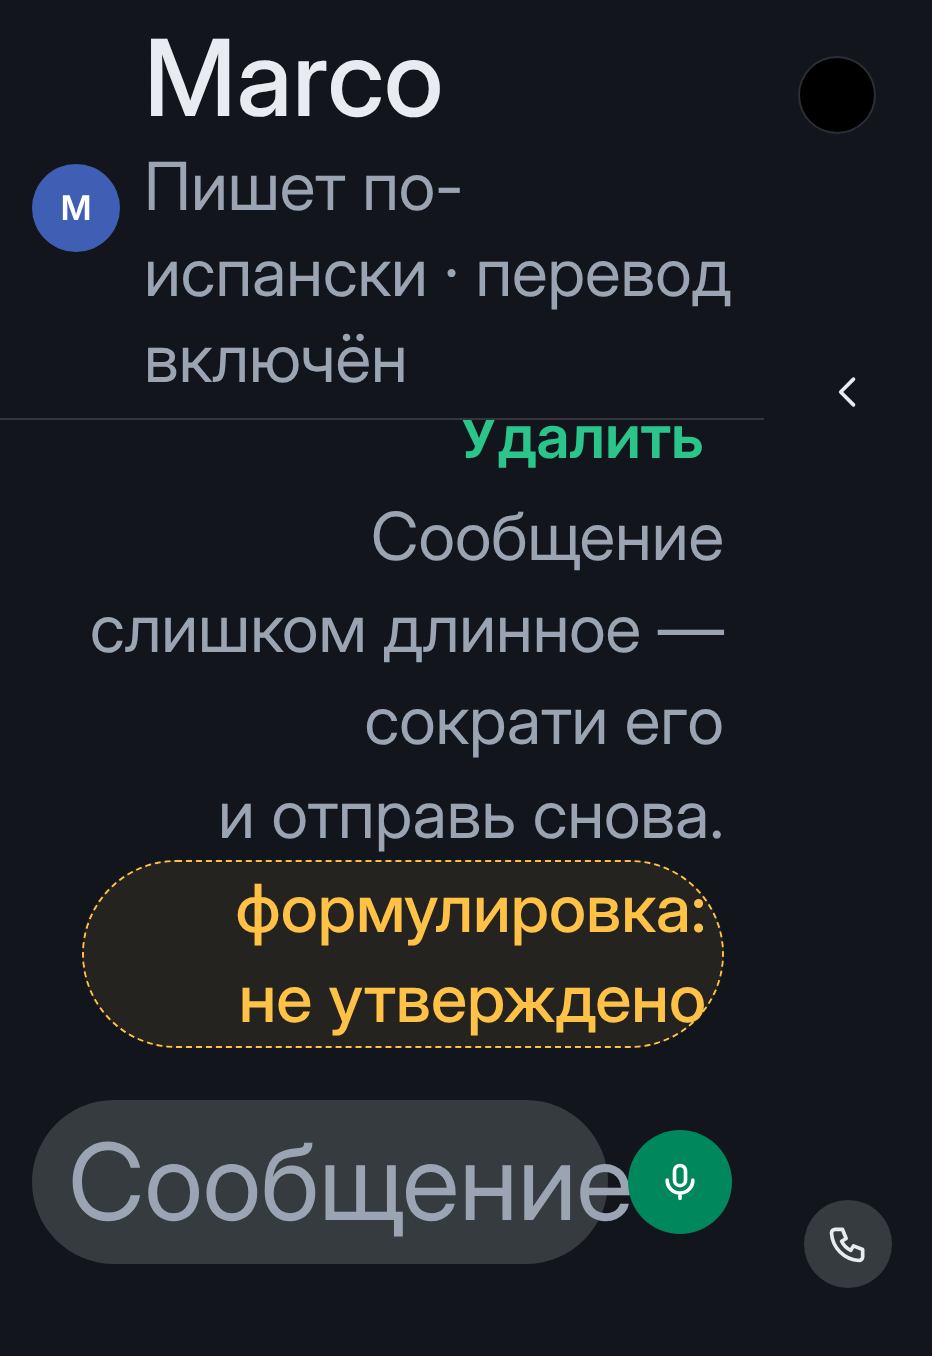 Marco
M
Пишет по-
испански · перевод
включён
Удалить
Сообщение
слишком длинное —
сократи его
и отправь снова.
формулировка:
не утверждено
Сообщение